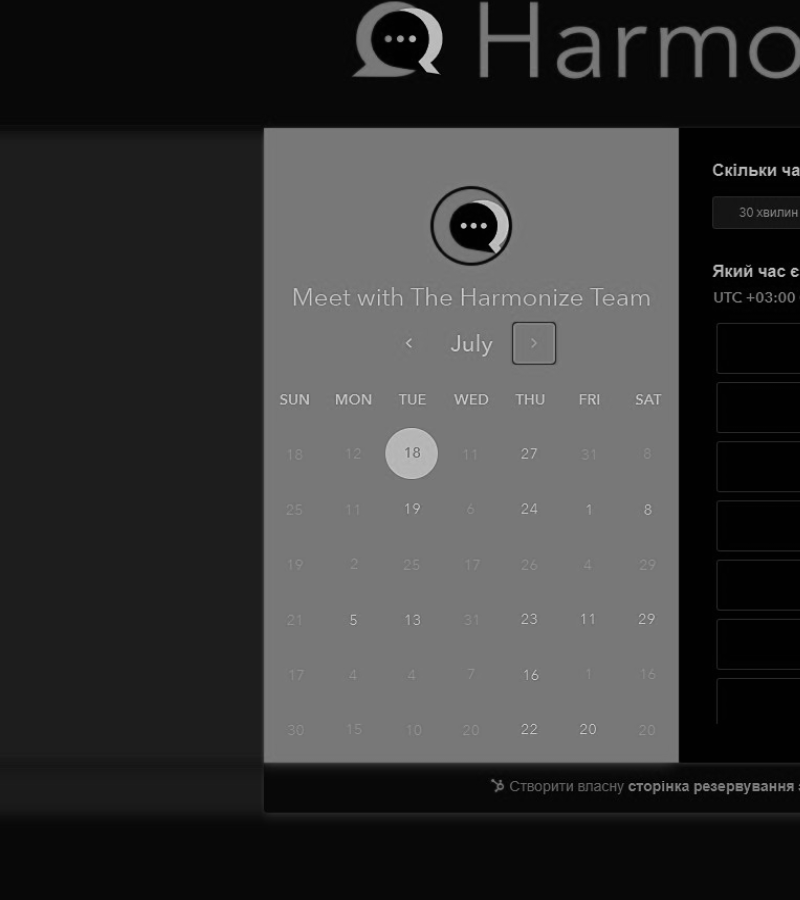 Harmo
Meet with The Harmonize Team
July
SUN MON TUE WED THU FRI SAT
18 12 18 11 27 31 8
25 11 19 6 24 1 8
19 2 25 17 26 4 29
21 5 13 31 23 11 29
17 4 4 7 16 1 16
30 15 10 20 22 20 20
Скільки ча
30 хвилин
Який час є
UTC +03:00
Створити власну сторінка резервування